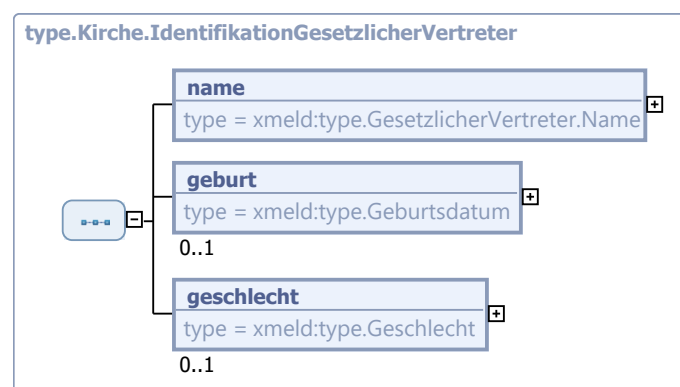 type.Kirche.IdentifikationGesetzlicherVertreter
name
type = xmeld:type.GesetzlicherVertreter.Name
geburt
type = xmeld:type.Geburtsdatum
0..1
geschlecht
type = xmeld:type.Geschlecht
0..1